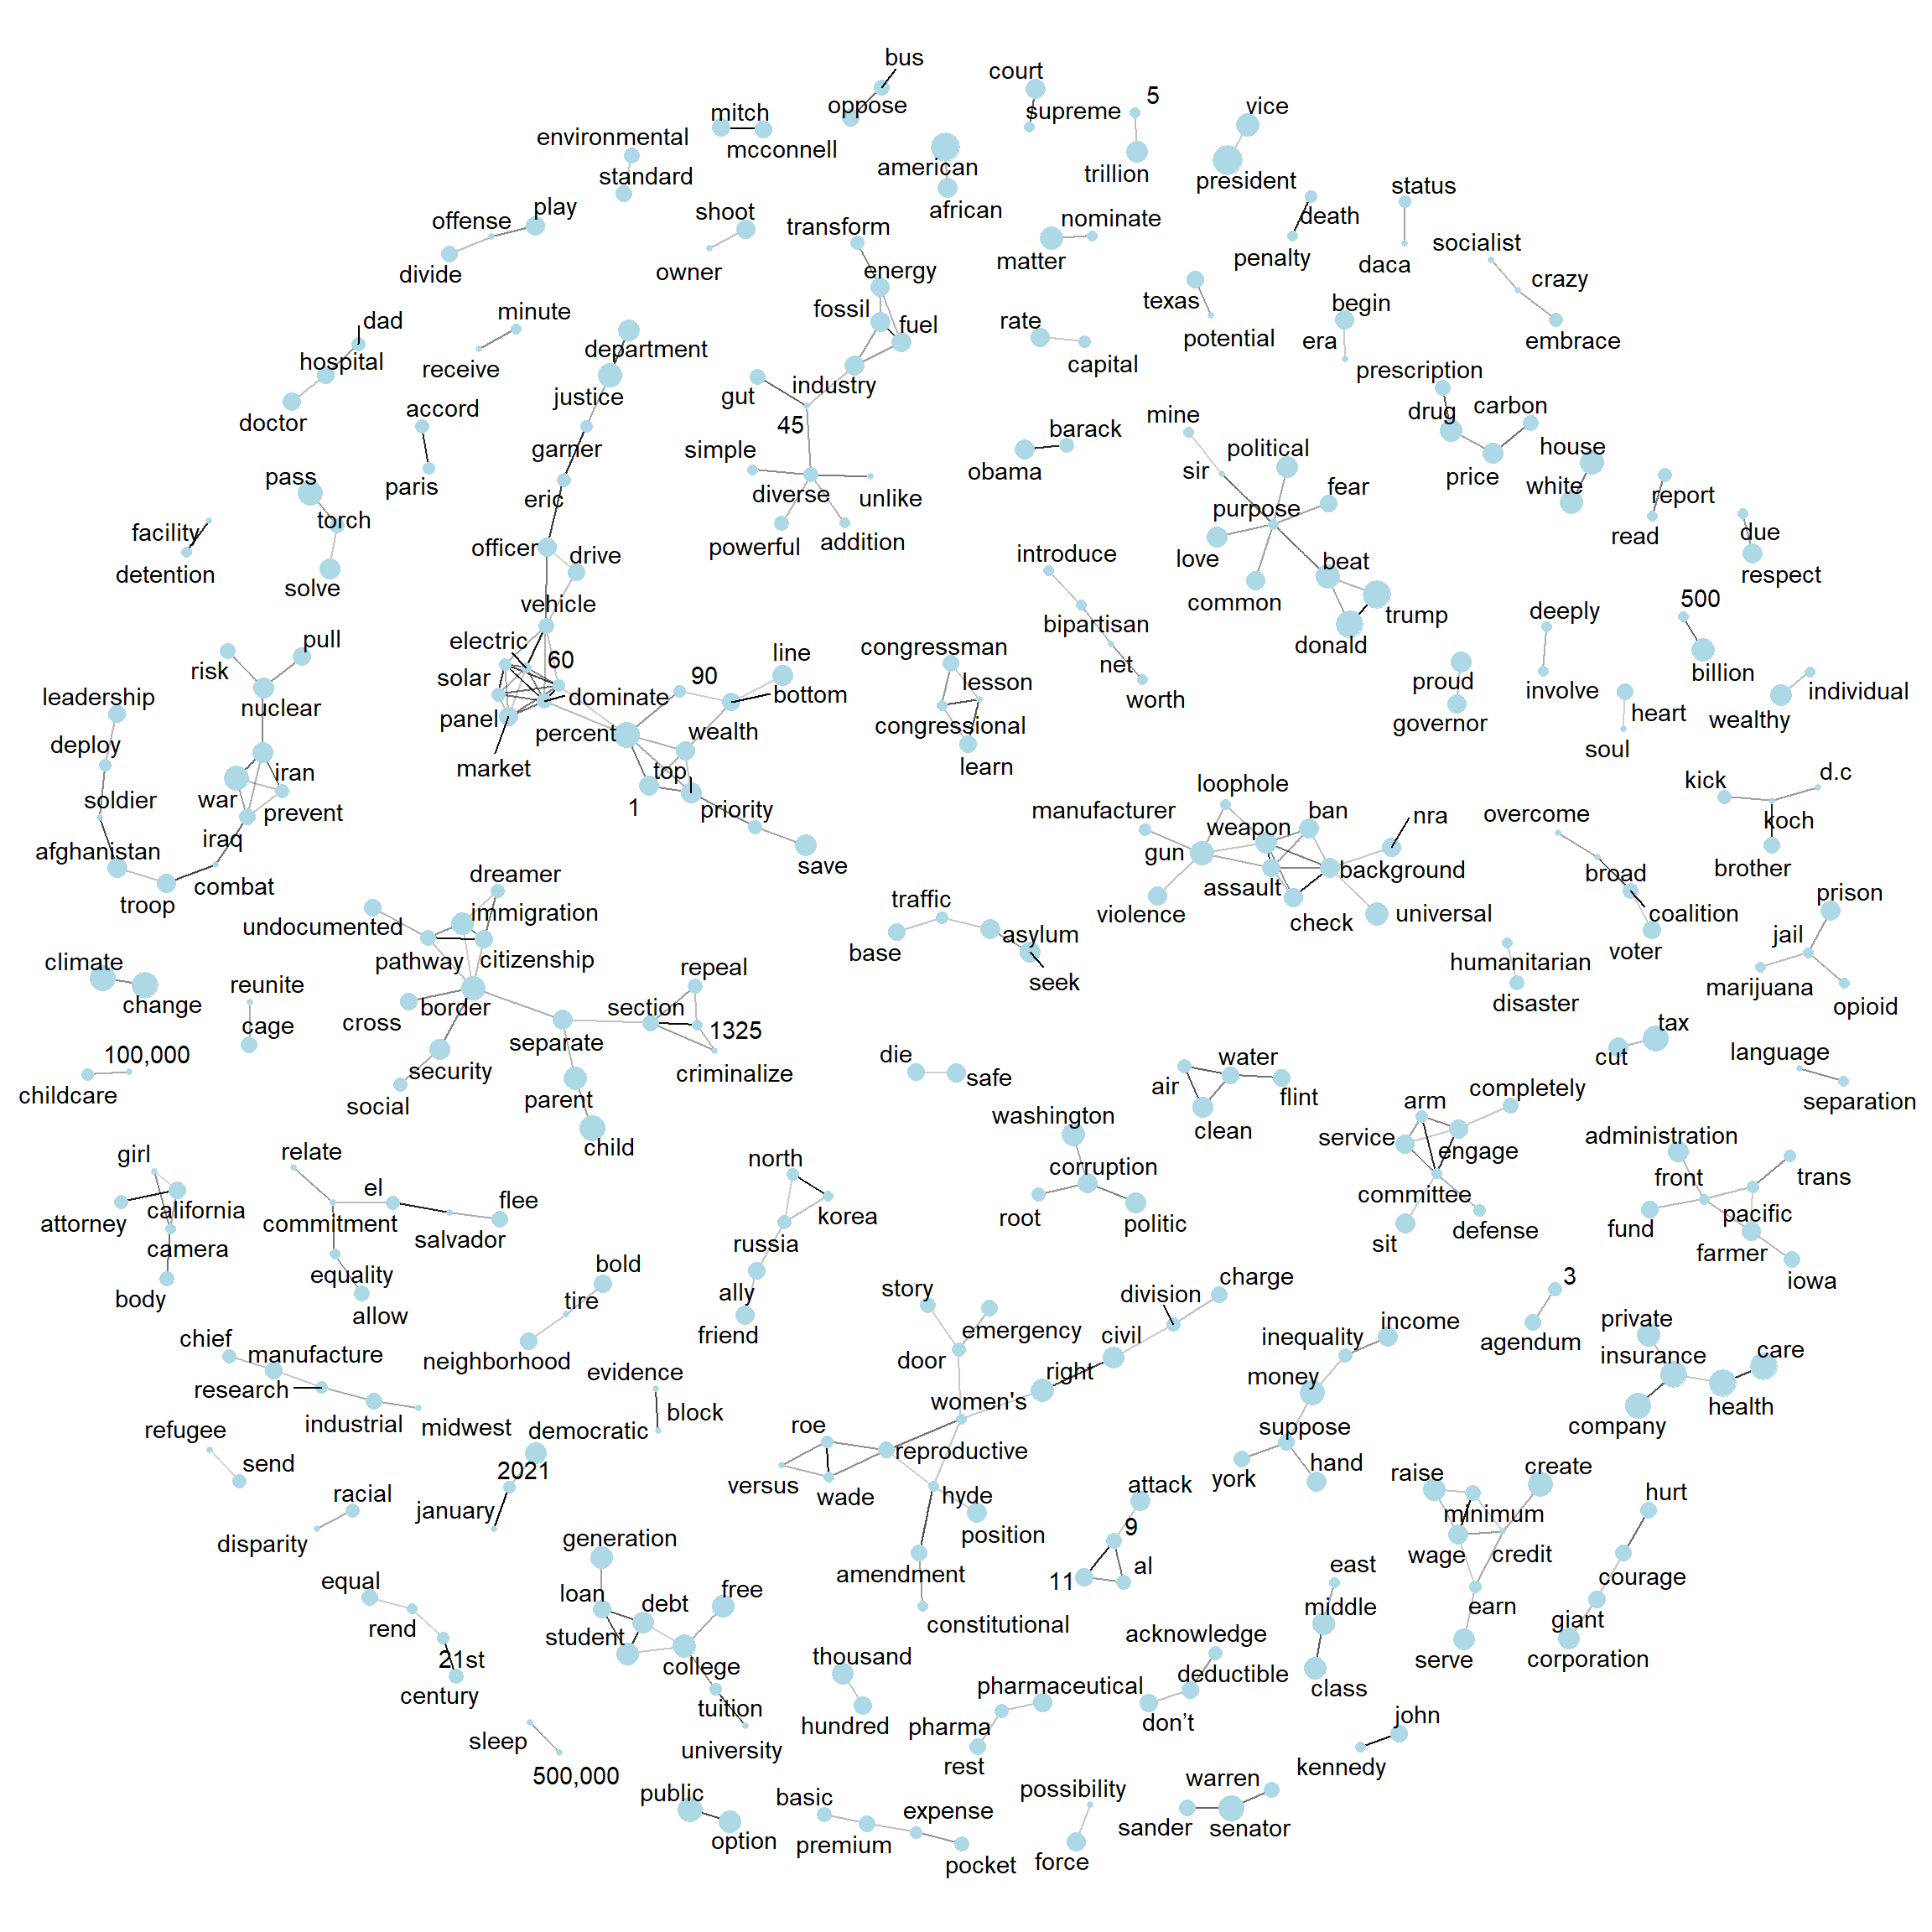 bus
court
mitch
oppose
supreme
5
vice
environmental
mcconnell
american
trillion
president
standard
status
offense
play
shoot
transform
african
nominate
death
socialist
divide
owner
energy
matter
penalty
daca
crazy
dad
minute
fossil
fuel
rate
texas
begin
hospital
receive
department
potential
era
embrace
doctor
accord
justice
gut
industry
capital
prescription
45
mine
drug
carbon
simple
barack
political
house
pass
paris
garner
obama
sir
price
facility
torch
eric
diverse
unlike
fear
white
report
detention
solve
officer
drive
powerful
addition
purpose
read
due
introduce
love
beat
respect
vehicle
common
trump
deeply
500
risk
pull
electric
60
90
line
congressman
bipartisan
donald
leadership
solar
dominate
bottom
lesson
net
proud
involve
billion
individual
nuclear
panel
percent
wealth
congressional
worth
governor
heart
wealthy
deploy
market
top
learn
soul
iran
loophole
kick
d.c
soldier
war
prevent
1
priority
manufacturer
weapon
ban
nra
overcome
koch
afghanistan
iraq
save
gun
background
broad
brother
troop
combat
dreamer
traffic
violence
assault
check
universal
coalition
prison
undocumented
immigration
base
asylum
voter
jail
climate
pathway
citizenship
repeal
seek
humanitarian
marijuana
change
reunite
cross
border
section
disaster
opioid
cage
separate
1325
tax
100,000
security
criminalize
die
safe
water
cut
language
childcare
social
parent
air
flint
completely
separation
washington
clean
arm
child
service
engage
administration
girl
relate
north
corruption
front
trans
attorney
california
el
flee
korea
root
politic
committee
fund
pacific
camera
commitment
salvador
russia
sit
defense
farmer
iowa
body
equality
bold
ally
story
division
charge
3
allow
tire
friend
emergency
civil
inequality
income
agendum
private
chief
manufacture
neighborhood
evidence
door
right
money
insurance
care
research
block
women's
company
health
industrial
midwest
democratic
roe
reproductive
suppose
refugee
send
2021
versus
wade
hyde
york
hand
raise
create
racial
january
position
attack
minimum
hurt
disparity
generation
9
wage
credit
equal
loan
debt
free
amendment
11
al
east
courage
rend
student
constitutional
middle
earn
giant
21st
college
thousand
acknowledge
serve
corporation
century
tuition
pharmaceutical
deductible
class
sleep
university
hundred
pharma
don’t
john
500,000
rest
kennedy
public
basic
expense
possibility
warren
option
premium
pocket
force
sander
senator